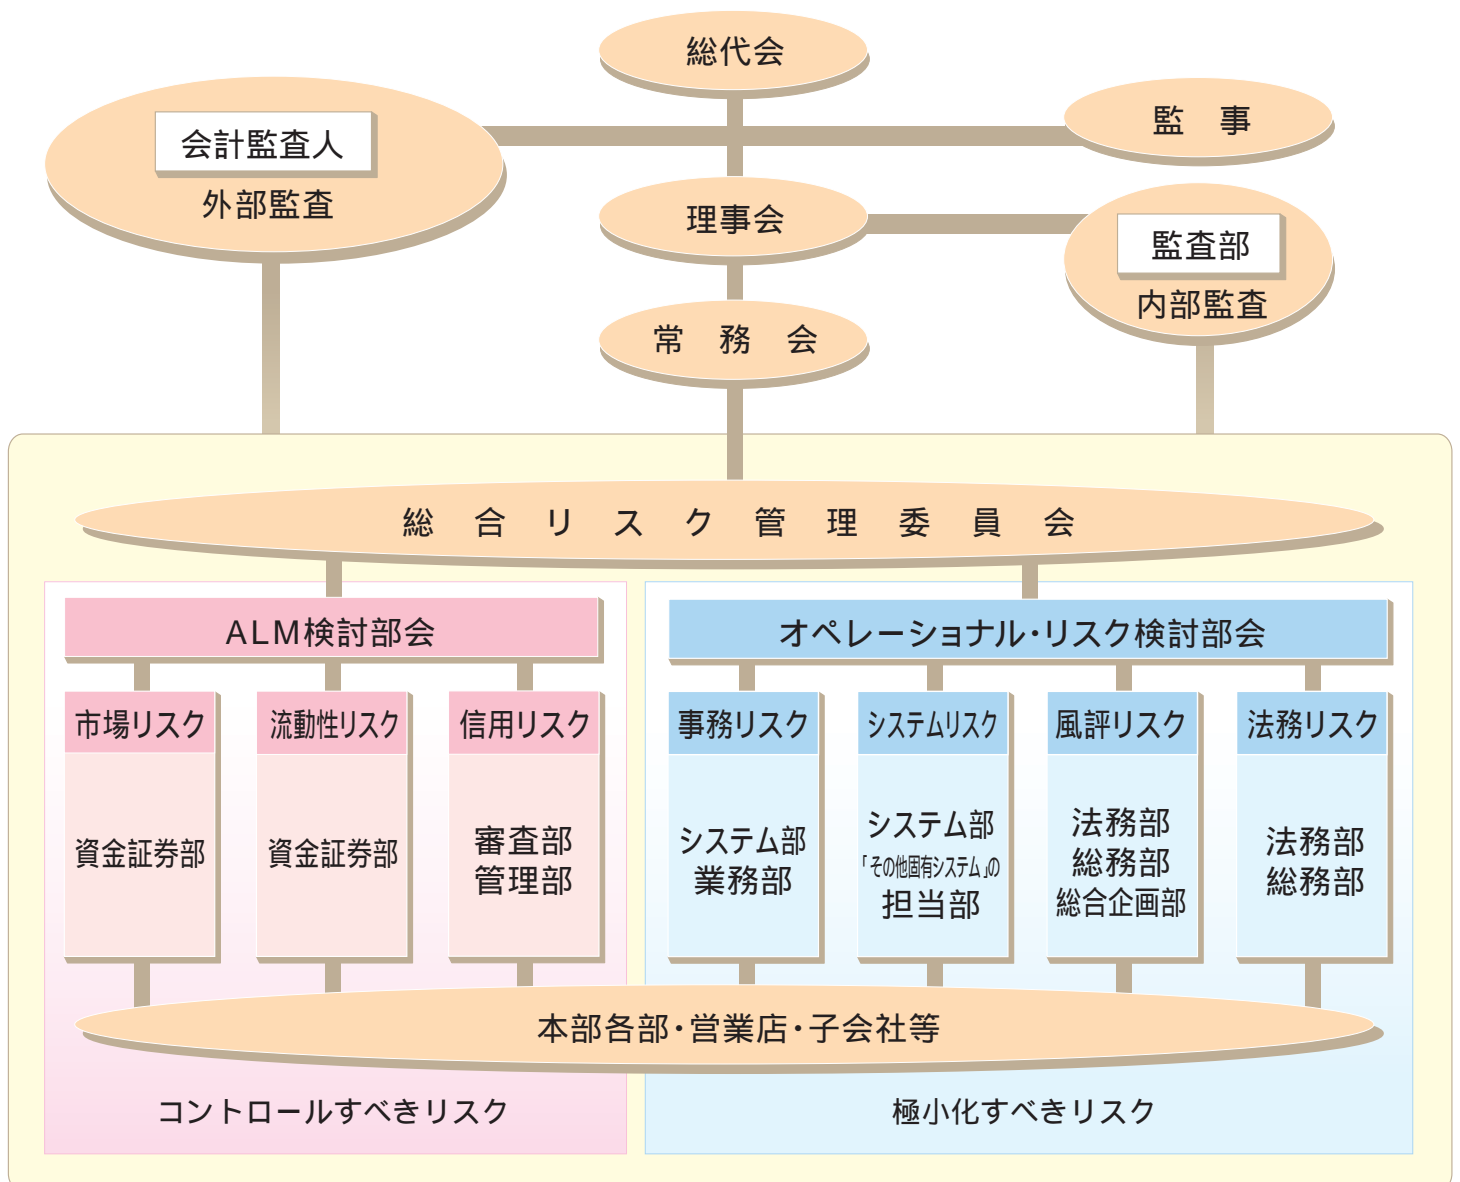 総代会
会計監査人
外部監査
監　事
理事会
監査部
内部監査
常　務　会
総　合　リ　ス　ク　管　理　委　員　会
ALM検討部会
オペレーショナル・リスク検討部会
市場リスク
流動性リスク
信用リスク
事務リスク
システムリスク
風評リスク
法務リスク
資金証券部
資金証券部
審査部
管理部
システム部
業務部
システム部
「その他固有システム」の
担当部
法務部
総務部
総合企画部
法務部
総務部
本部各部・営業店・子会社等
コントロールすべきリスク
極小化すべきリスク